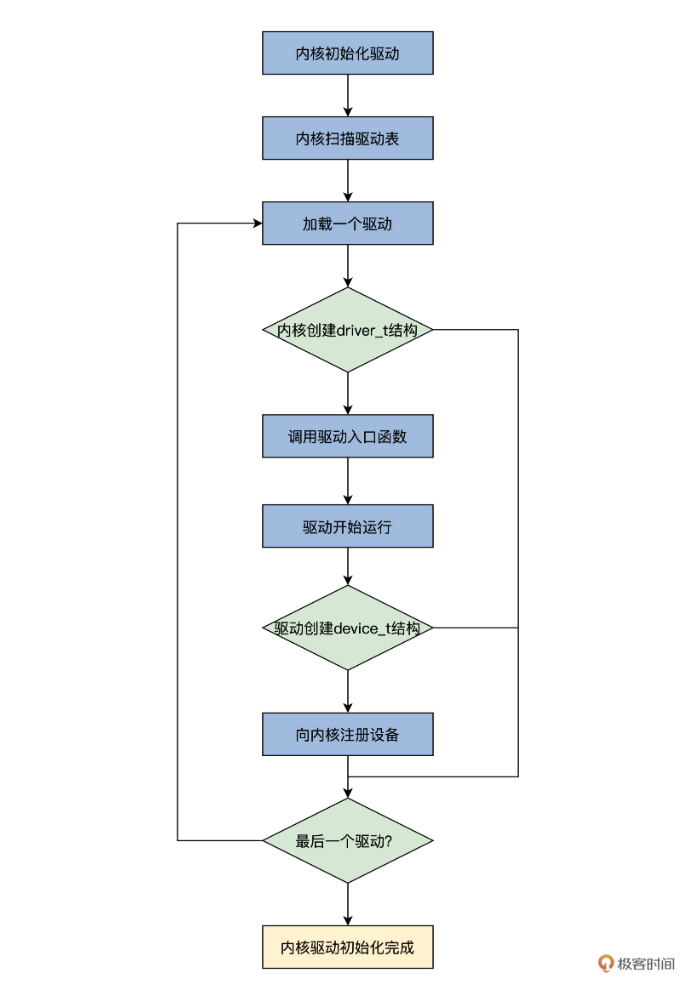 内核初始化驱动
内核扫描驱动表
加载一个驱动
内核创建driver_t结构
调用驱动入口函数
驱动开始运行
驱动创建device_t结构
向内核注册设备
最后一个驱动?
内核驱动初始化完成
极客时间